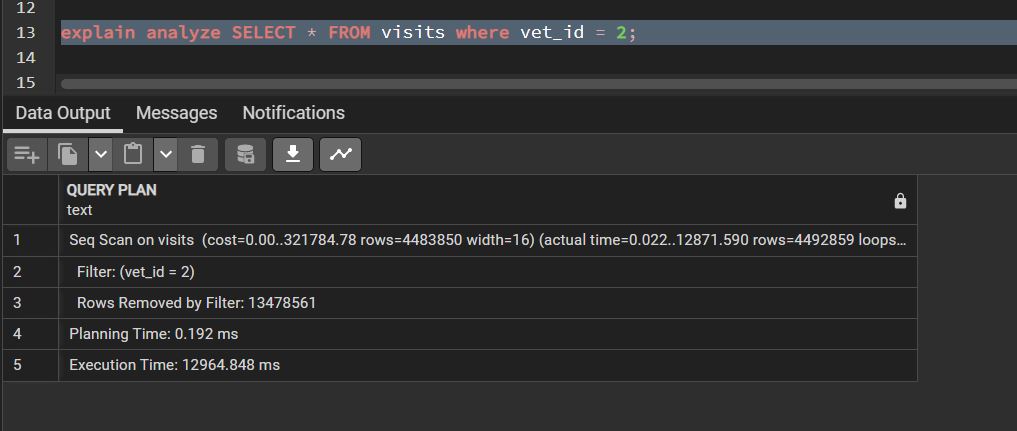 12
13 explain analyze SELECT * FROM visits where vet_id = 2;
14
15
Data Output Messages Notifications
QUERY PLAN
text
1 Seq Scan on visits (cost=0.00..321784.78 rows=4483850 width=16) (actual time=0.022..12871.590 rows=4492859 loops...
2 Filter: (vet_id = 2)
3 Rows Removed by Filter: 13478561
4 Planning Time: 0.192 ms
5 Execution Time: 12964.848 ms